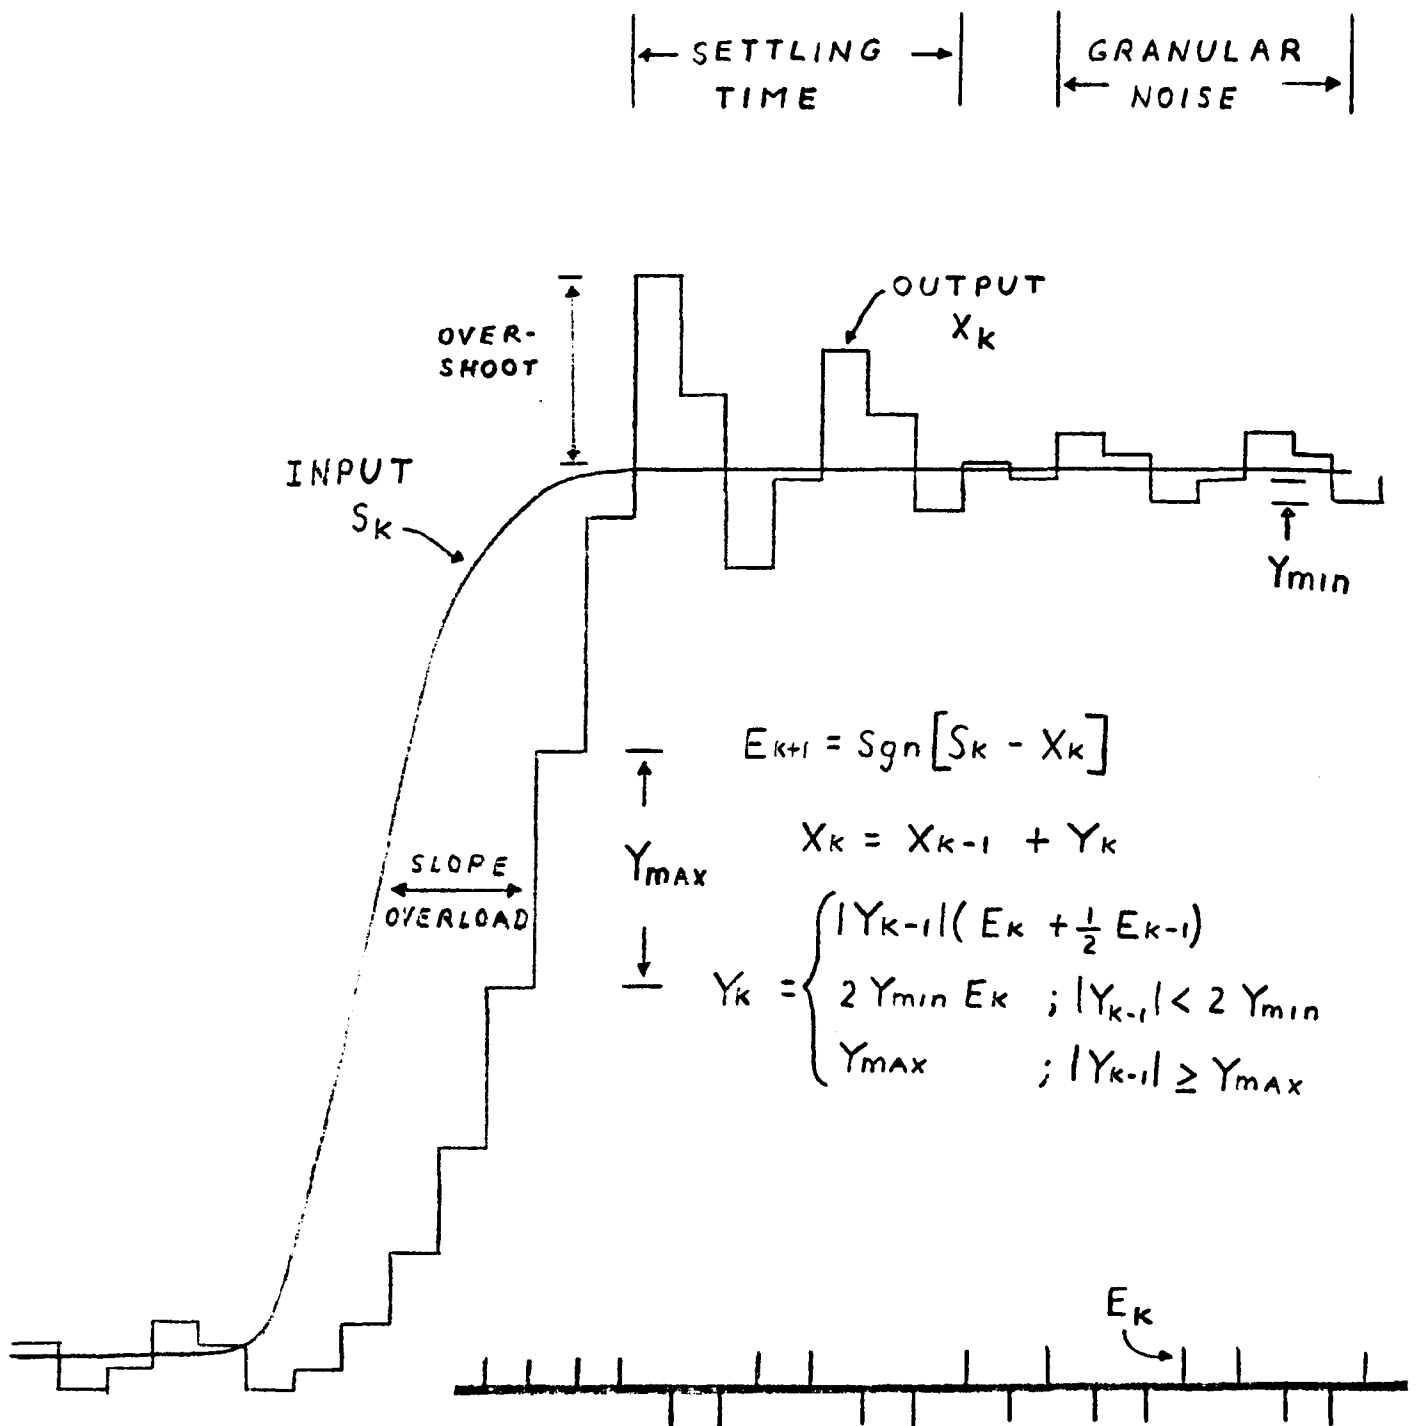 SETTLING
TIME
GRANULAR
NOISE
OVER-
SHOOT
OUTPUT
XK
INPUT
SK
Ymin
EK+1 = Sgn[SK - XK]
XK = XK-1 + YK
YMAX
SLOPE
OVERLOAD
YK = { |YK-1|( EK + 1/2 EK-1)
2 Ymin EK ; |YK-1| < 2 Ymin
YMAX ; |YK-1| ≥ YMAX
EK